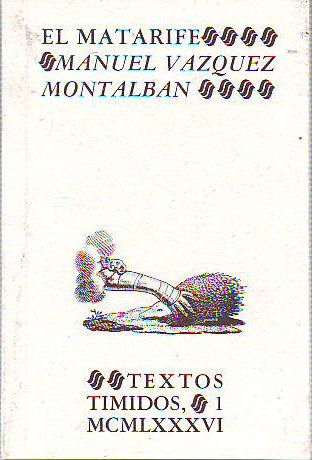 EL MATARIFE
MANUEL VAZQUEZ
MONTALBAN
TEXTOS
TIMIDOS, 1
MCMLXXXVI